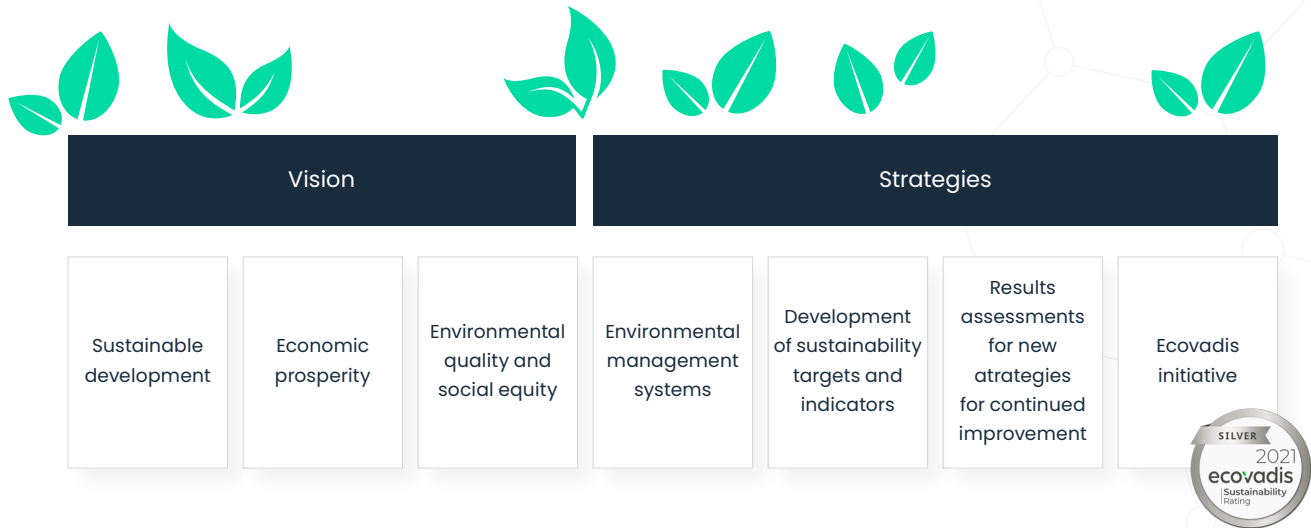 Vision
Strategies
Sustainable
development
Economic
prosperity
Environmental
quality and
social equity
Environmental
management
systems
Development
of sustainability
targets and
indicators
Results
assessments
for new
atrategies
for continued
improvement
Ecovadis
initiative
SILVER
2021
ecovadis
Sustainability
Rating